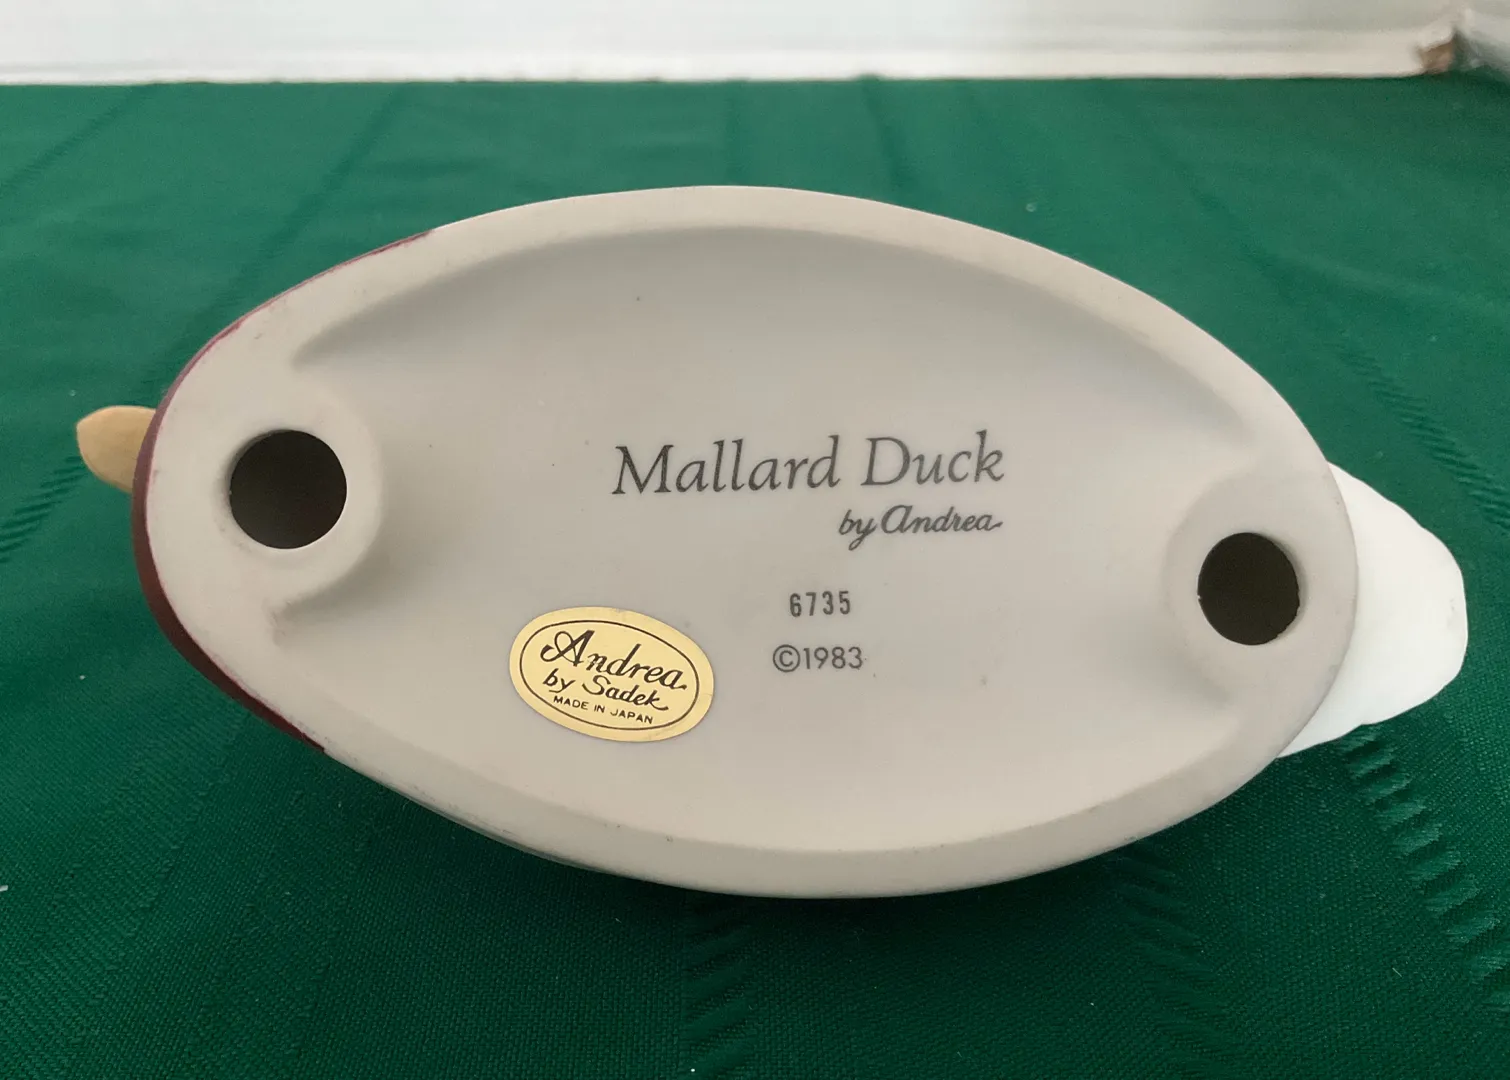 Mallard Duck
by Andrea
6735
©1983
Andrea
by Sadek
MADE IN JAPAN